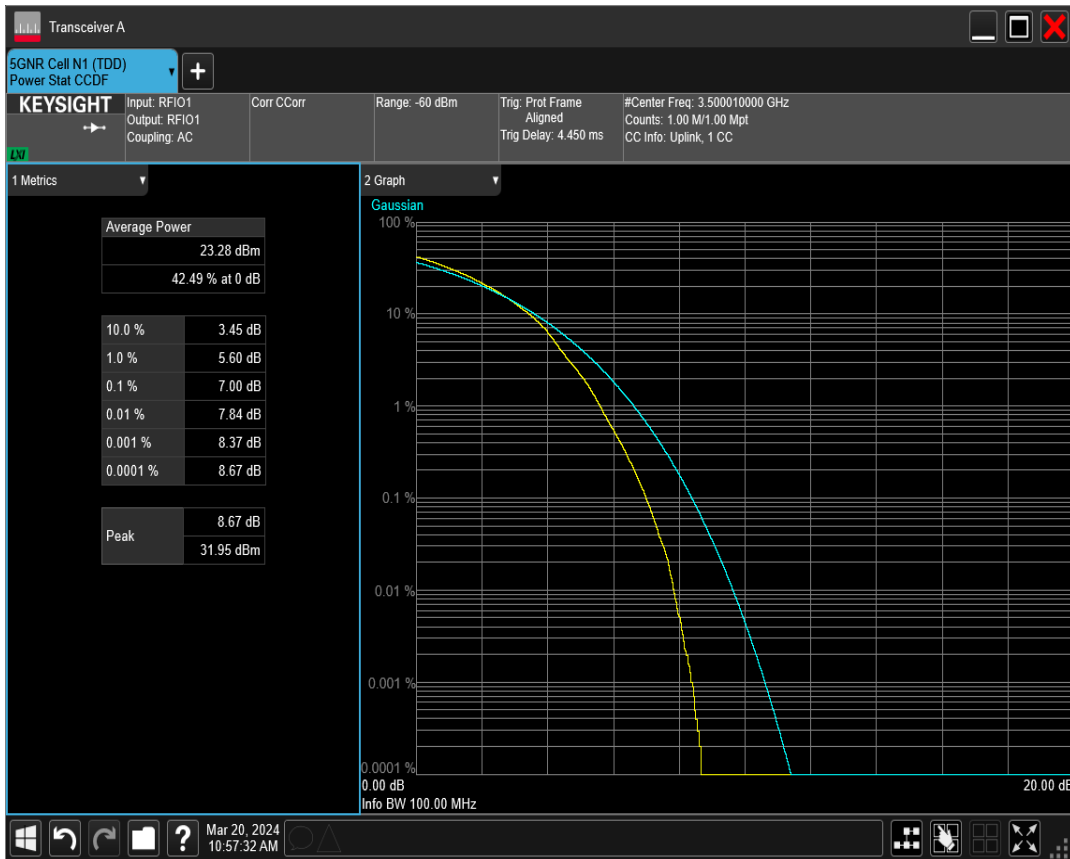 Transceiver A
5GNR Cell N1 (TDD)
Power Stat CCDF
+
KEYSIGHT
LXI
Input: RFIO1
Output: RFIO1
Coupling: AC
Corr CCorr
Range: -60 dBm
Trig: Prot Frame
Aligned
Trig Delay: 4.450 ms
#Center Freq: 3.500010000 GHz
Counts: 1.00 M/1.00 Mpt
CC Info: Uplink, 1 CC
1 Metrics
Average Power
23.28 dBm
42.49 % at 0 dB
10.0 % 3.45 dB
1.0 % 5.60 dB
0.1 % 7.00 dB
0.01 % 7.84 dB
0.001 % 8.37 dB
0.0001 % 8.67 dB
Peak
8.67 dB
31.95 dBm
2 Graph
Gaussian
100 %
10 %
1 %
0.1 %
0.01 %
0.001 %
0.0001 %
0.00 dB 20.00 dB
Info BW 100.00 MHz
?
Mar 20, 2024
10:57:32 AM